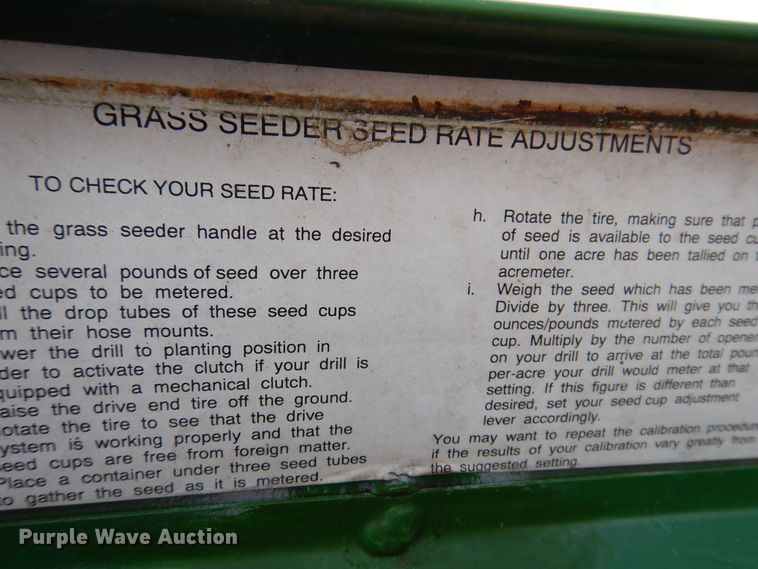 GRASS SEEDER SEED RATE ADJUSTMENTS
TO CHECK YOUR SEED RATE:
the grass seeder handle at the desired
ing.
ce several pounds of seed over three
ed cups to be metered.
ll the drop tubes of these seed cups
m their hose mounts.
wer the drill to planting position in
der to activate the clutch if your drill is
quipped with a mechanical clutch.
aise the drive end tire off the ground.
otate the tire to see that the drive
ystem is working properly and that the
eed cups are free from foreign matter.
Place a container under three seed tubes
o gather the seed as it is metered.
h. Rotate the tire, making sure that p
of seed is available to the seed cu
until one acre has been tallied on t
acremeter.
i. Weigh the seed which has been me
Divide by three. This will give you th
ounces/pounds metered by each seed
cup. Multiply by the number of opene
on your drill to arrive at the total poun
per-acre your drill would meter at that
setting. If this figure is different than
desired, set your seed cup adjustment
lever accordingly.
You may want to repeat the calibration procedur
if the results of your calibration vary greatly from
the suggested setting.
Purple Wave Auction